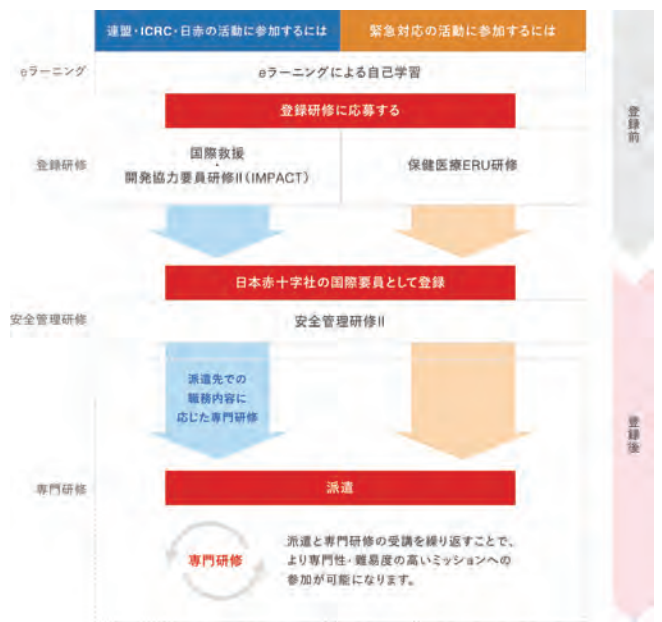 連盟・ICRC・日赤の活動に参加するには
緊急対応の活動に参加するには
eラーニング
eラーニングによる自己学習
登録研修に応募する
登録前
登録研修
国際救援
・
開発協力要員研修II(IMPACT)
保健医療ERU研修
日本赤十字社の国際要員として登録
安全管理研修
安全管理研修II
派遣先での
職務内容に
応じた専門研修
登録後
専門研修
派遣
専門研修
派遣と専門研修の受講を繰り返すことで、
より専門性・難易度の高いミッションへの
参加が可能になります。